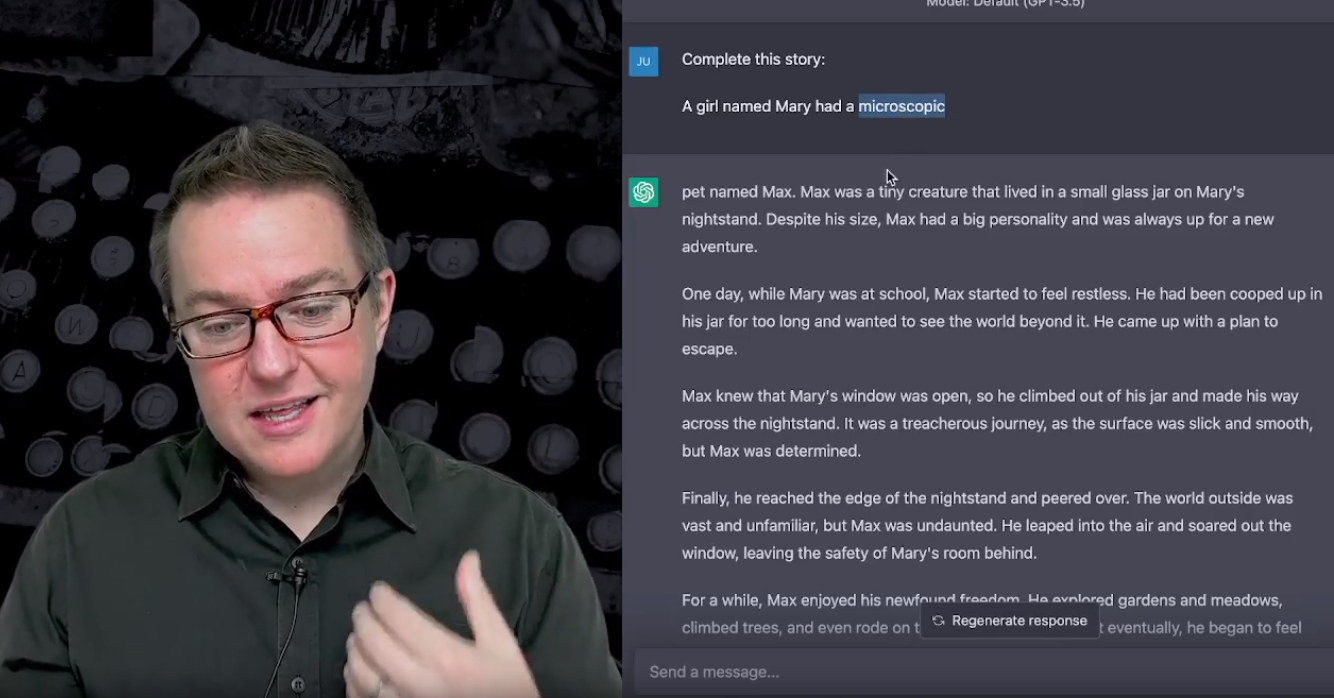 Model: Default (GPT-3.5)
JU
Complete this story:
A girl named Mary had a microscopic
pet named Max. Max was a tiny creature that lived in a small glass jar on Mary's
nightstand. Despite his size, Max had a big personality and was always up for a new
adventure.
One day, while Mary was at school, Max started to feel restless. He had been cooped up in
his jar for too long and wanted to see the world beyond it. He came up with a plan to
escape.
Max knew that Mary's window was open, so he climbed out of his jar and made his way
across the nightstand. It was a treacherous journey, as the surface was slick and smooth,
but Max was determined.
Finally, he reached the edge of the nightstand and peered over. The world outside was
vast and unfamiliar, but Max was undaunted. He leaped into the air and soared out the
window, leaving the safety of Mary's room behind.
For a while, Max enjoyed his newfound freedom. He explored gardens and meadows,
Regenerate response
climbed trees, and even rode on eventually, he began to feel
Send a message...
W
A
D